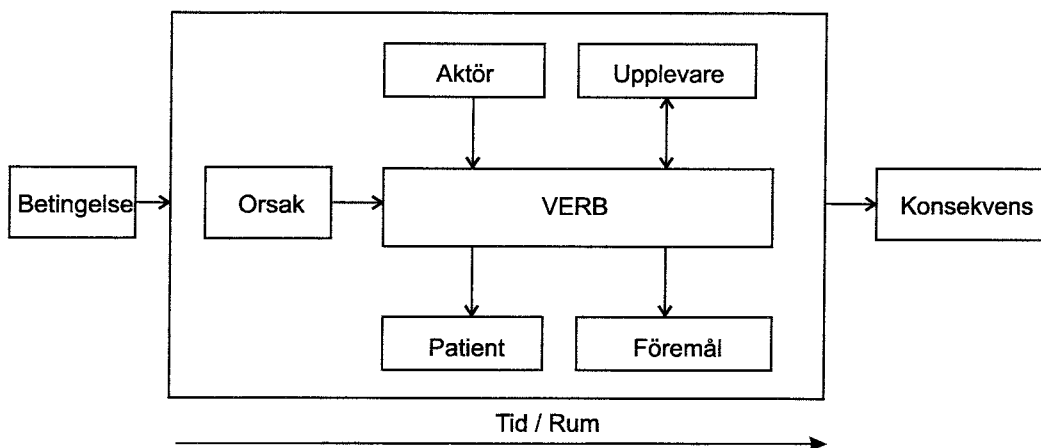 Aktör
Upplevare
Betingelse
Orsak
VERB
Konsekvens
Patient
Föremål
Tid / Rum